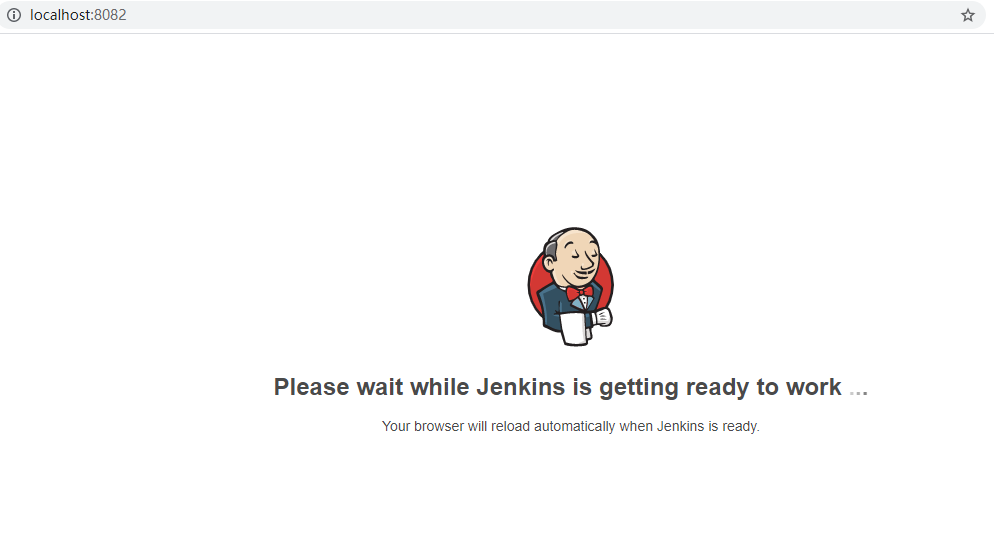 localhost:8082
Please wait while Jenkins is getting ready to work ...
Your browser will reload automatically when Jenkins is ready.